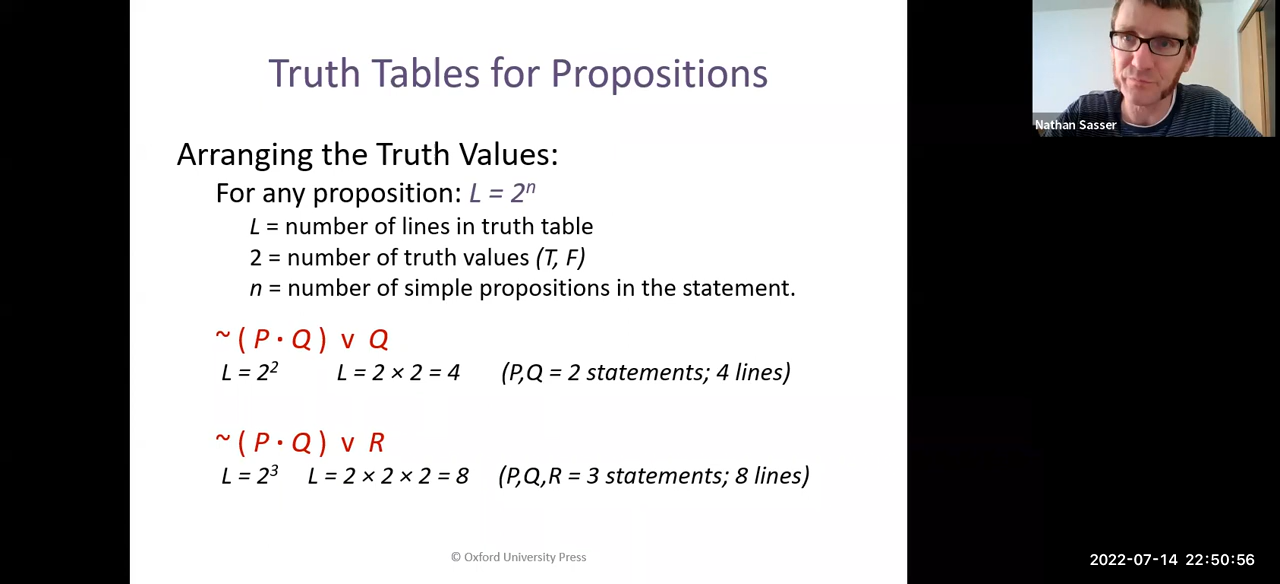 Truth Tables for Propositions
Arranging the Truth Values:
For any proposition: L = 2ⁿ
L = number of lines in truth table
2 = number of truth values (T, F)
n = number of simple propositions in the statement.
~ ( P · Q ) v Q
L = 2² L = 2 × 2 = 4 (P,Q = 2 statements; 4 lines)
~ ( P · Q ) v R
L = 2³ L = 2 × 2 × 2 = 8 (P,Q,R = 3 statements; 8 lines)
© Oxford University Press
Nathan Sasser
2022-07-14 22:50:56